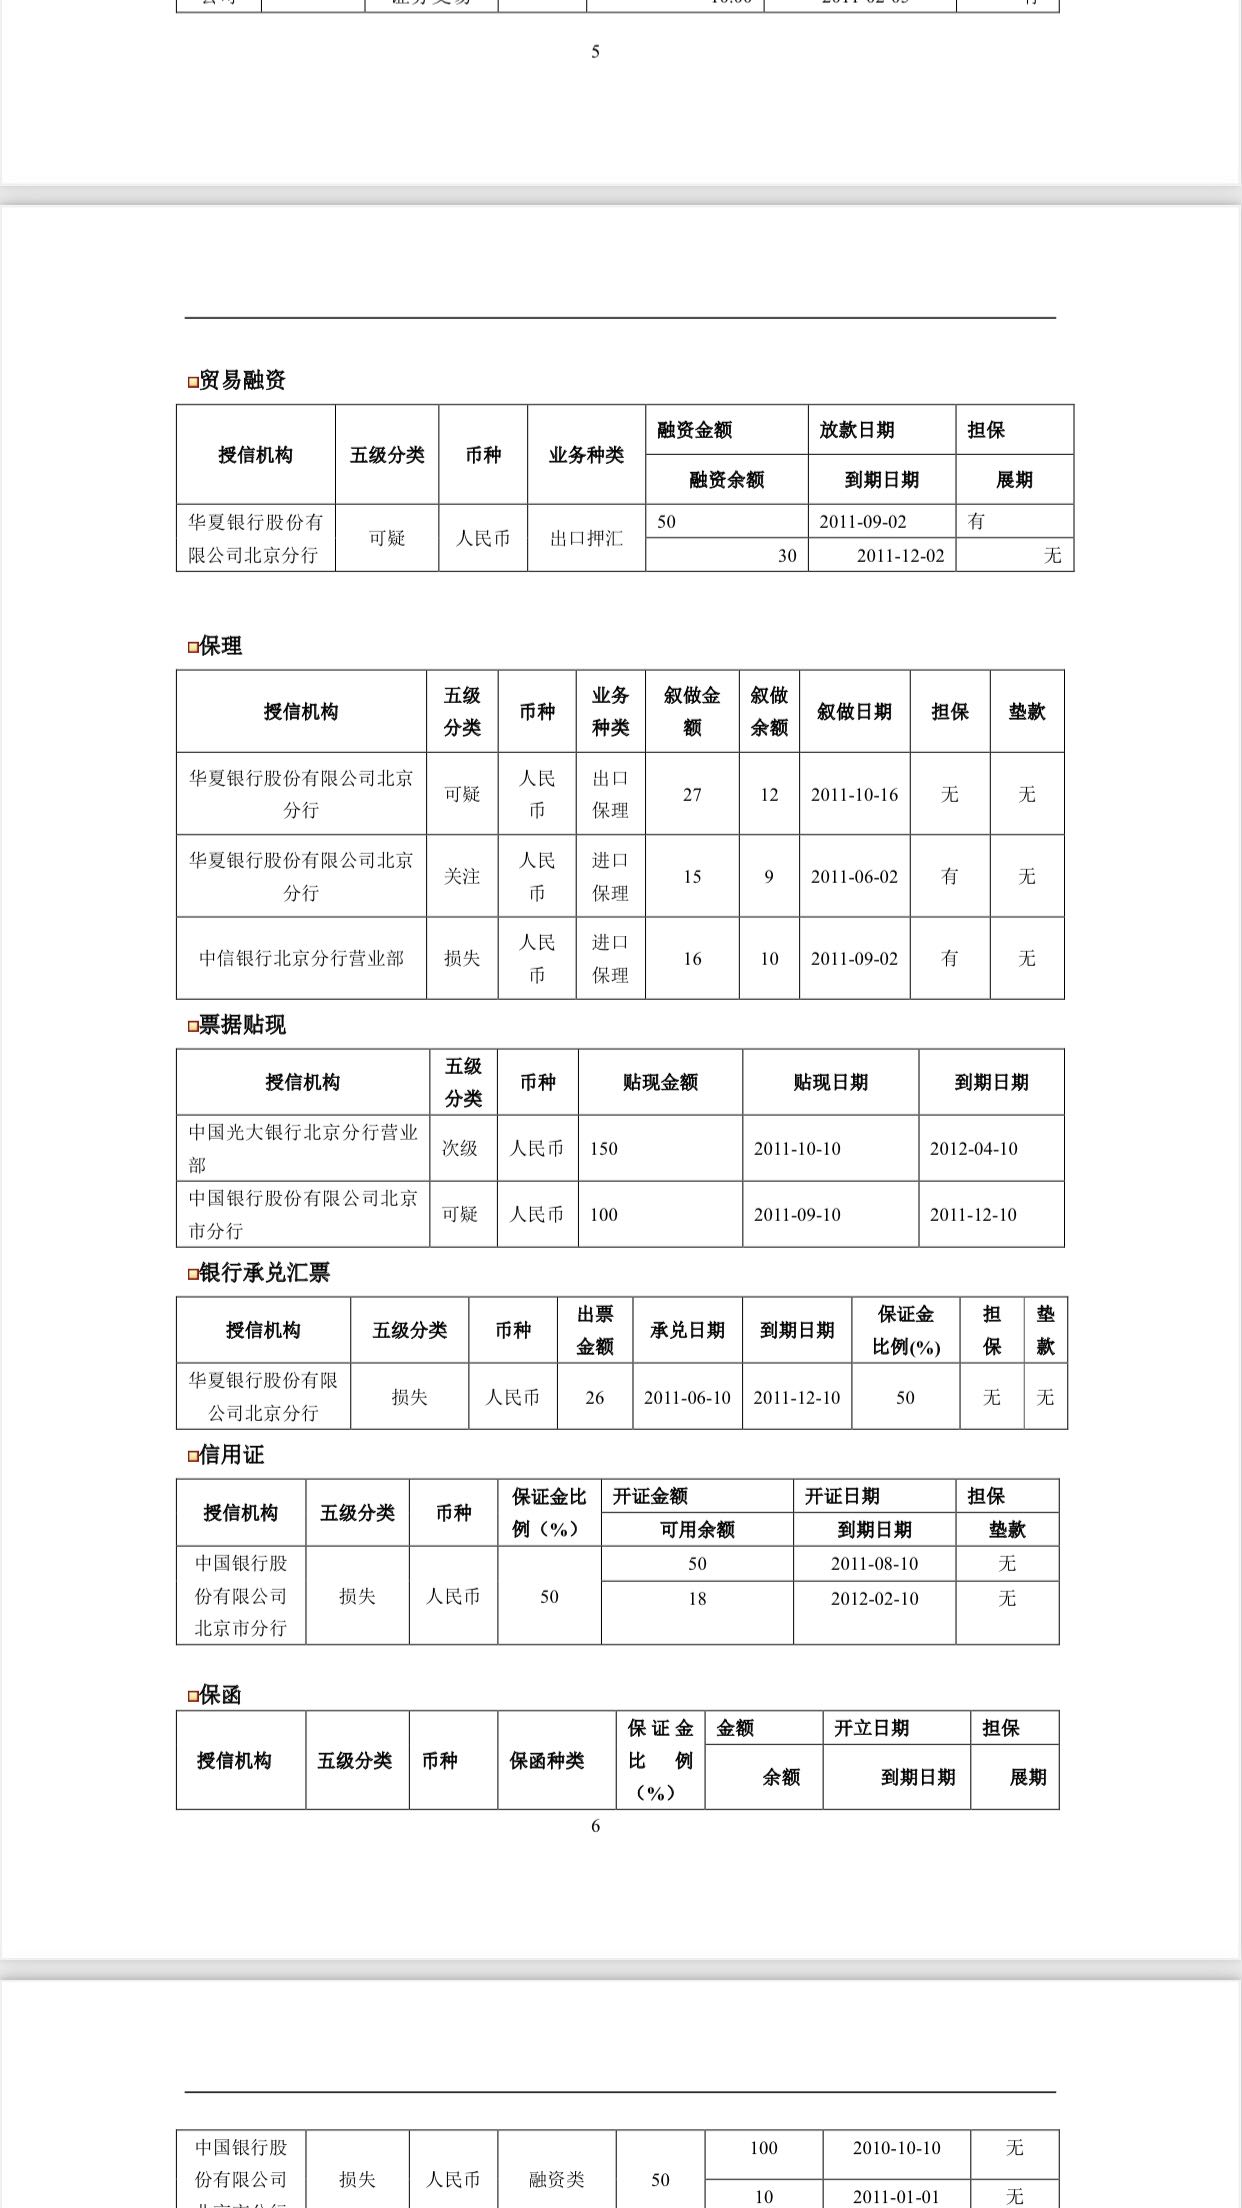 5
贸易融资
授信机构 五级分类 币种 业务种类 融资金额 放款日期 担保
融资余额 到期日期 展期
华夏银行股份有 可疑 人民币 出口押汇 50 2011-09-02 有
限公司北京分行 30 2011-12-02 无
保理
授信机构 五级 币种 业务 叙做金 叙做 叙做日期 担保 垫款
分类 种类 额 余额
华夏银行股份有限公司北京 可疑 人民 出口 27 12 2011-10-16 无 无
分行 币 保理
华夏银行股份有限公司北京 关注 人民 进口 15 9 2011-06-02 有 无
分行 币 保理
中信银行北京分行营业部 损失 人民 进口 16 10 2011-09-02 有 无
币 保理
票据贴现
授信机构 五级 币种 贴现金额 贴现日期 到期日期
分类
中国光大银行北京分行营业 次级 人民币 150 2011-10-10 2012-04-10
部
中国银行股份有限公司北京 可疑 人民币 100 2011-09-10 2011-12-10
市分行
银行承兑汇票
授信机构 五级分类 币种 出票 承兑日期 到期日期 保证金 担 垫
金额 比例(%) 保 款
华夏银行股份有限 损失 人民币 26 2011-06-10 2011-12-10 50 无 无
公司北京分行
信用证
授信机构 五级分类 币种 保证金比 开证金额 开证日期 担保
例（%） 可用余额 到期日期 垫款
中国银行股 50 2011-08-10 无
份有限公司 损失 人民币 50 18 2012-02-10 无
北京市分行
保函
授信机构 五级分类 币种 保函种类 保证金 金额 开立日期 担保
比例 余额 到期日期 展期
（%）
6
中国银行股 100 2010-10-10 无
份有限公司 损失 人民币 融资类 50
10 2011-01-01 无